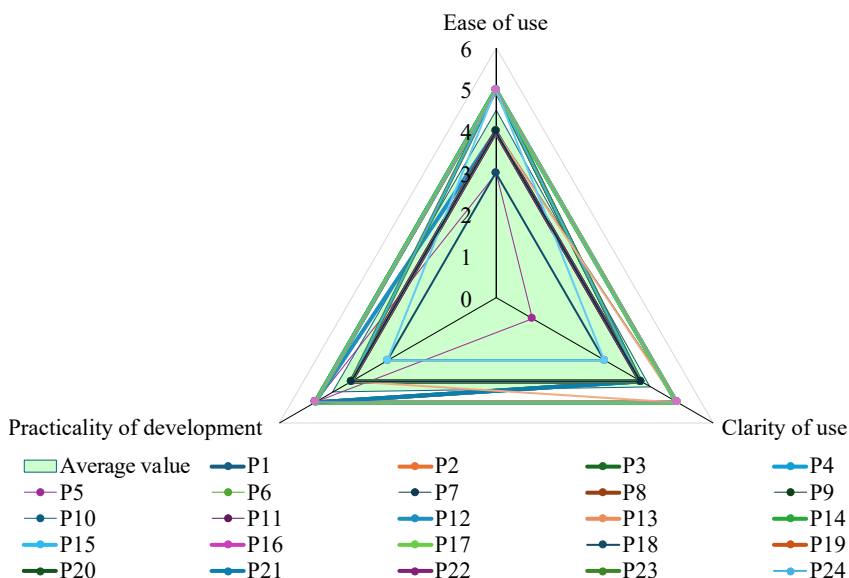 Ease of use
6
5
4
3
2
1
0
Practicality of development
Clarity of use
Average value P1 P2 P3 P4
P5 P6 P7 P8 P9
P10 P11 P12 P13 P14
P15 P16 P17 P18 P19
P20 P21 P22 P23 P24